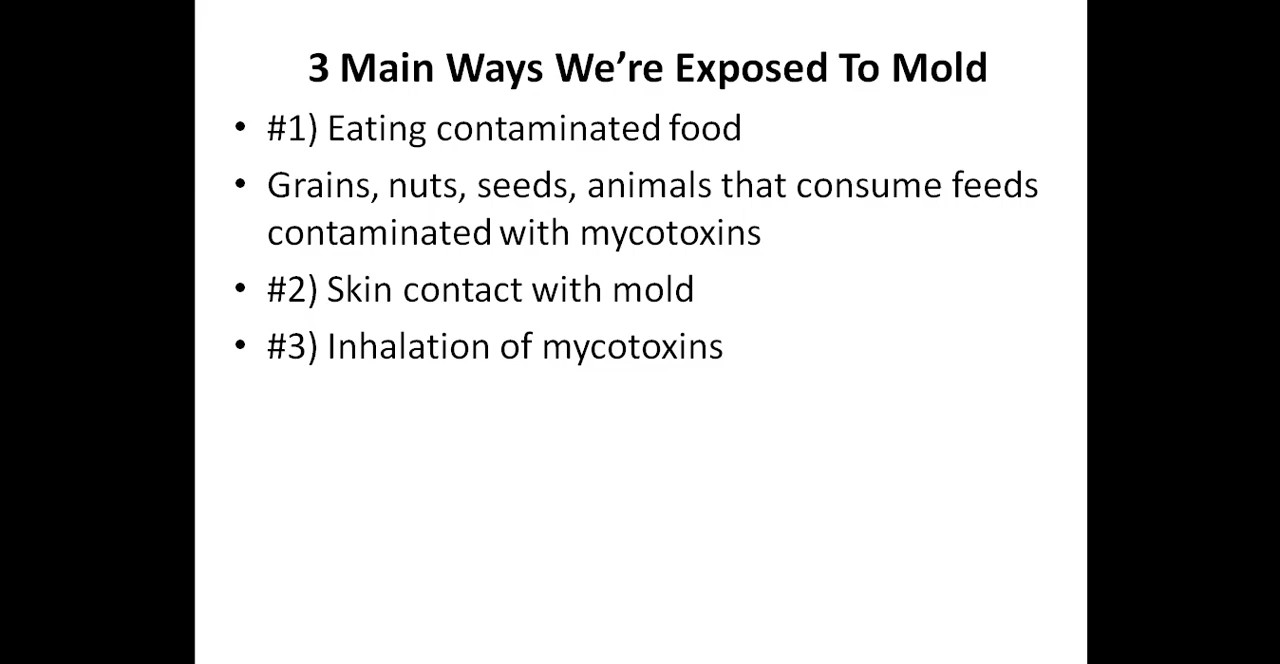 3 Main Ways We’re Exposed To Mold
• #1) Eating contaminated food
• Grains, nuts, seeds, animals that consume feeds
contaminated with mycotoxins
• #2) Skin contact with mold
• #3) Inhalation of mycotoxins